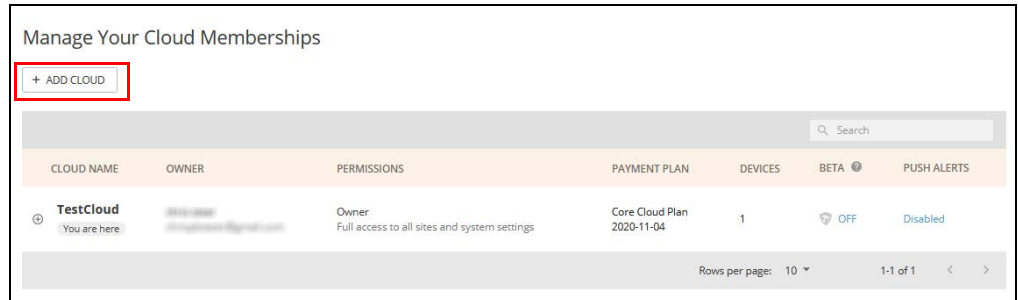 Manage Your Cloud Memberships
+ ADD CLOUD
Search
CLOUD NAME OWNER PERMISSIONS PAYMENT PLAN DEVICES BETA ? PUSH ALERTS
TestCloud Owner Core Cloud Plan 1 OFF Disabled
You are here Full access to all sites and system settings 2020-11-04
Rows per page: 10 1-1 of 1 < >